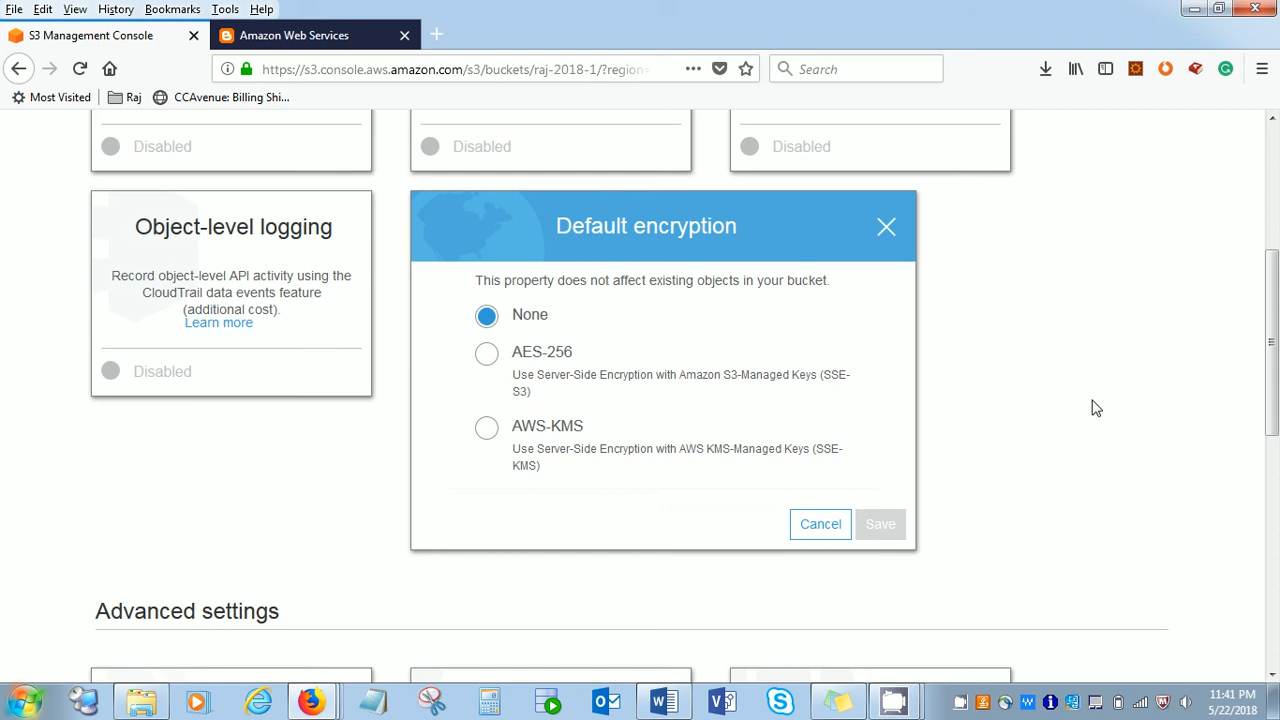 File Edit View History Bookmarks Tools Help
S3 Management Console
Amazon Web Services
https://s3.console.aws.amazon.com/s3/buckets/raj-2018-1/?region=
Search
Most Visited
Raj
CCAvenue: Billing Shi...
Disabled
Disabled
Disabled
Object-level logging
Record object-level API activity using the
CloudTrail data events feature
(additional cost).
Learn more
Disabled
Default encryption
This property does not affect existing objects in your bucket.
None
AES-256
Use Server-Side Encryption with Amazon S3-Managed Keys (SSE-
S3)
AWS-KMS
Use Server-Side Encryption with AWS KMS-Managed Keys (SSE-
KMS)
Cancel
Save
Advanced settings
11:41 PM
5/22/2018